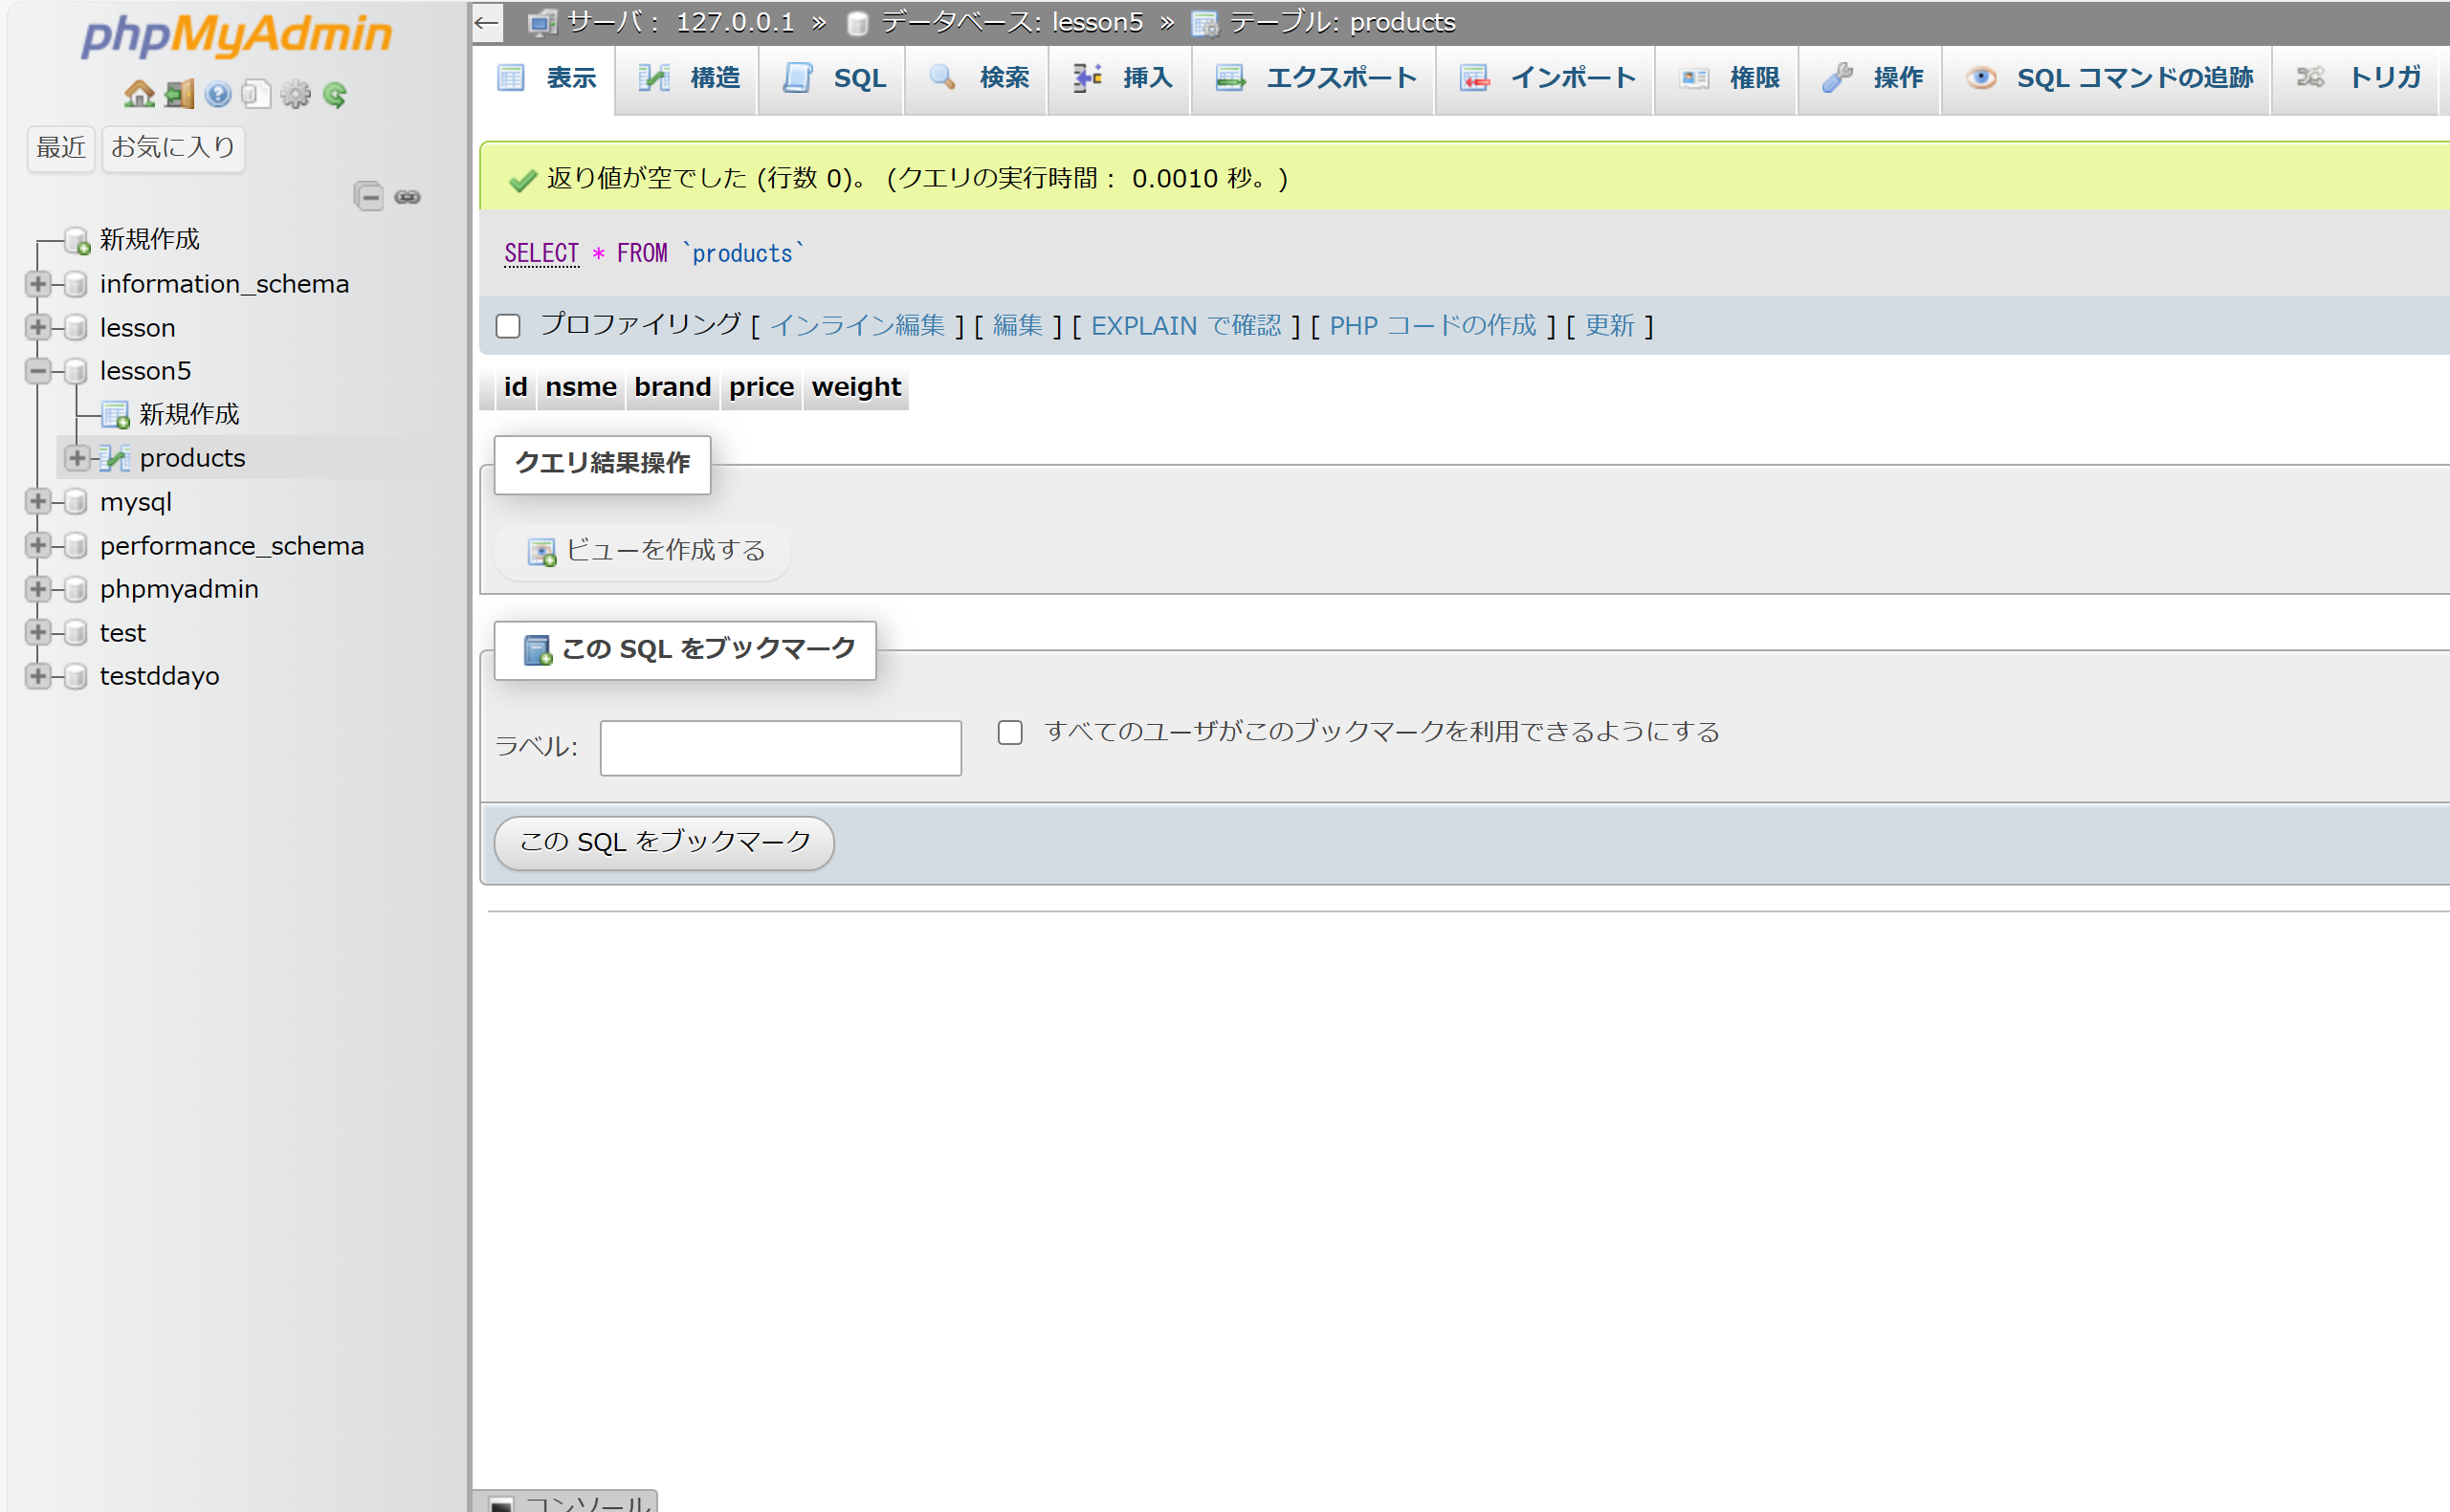 phpMyAdmin
最近 お気に入り
新規作成
information_schema
lesson
lesson5
新規作成
products
mysql
performance_schema
phpmyadmin
test
testddayo
← サーバ: 127.0.0.1 » データベース: lesson5 » テーブル: products
表示 構造 SQL 検索 挿入 エクスポート インポート 権限 操作 SQL コマンドの追跡 トリガ
返り値が空でした (行数 0)。 (クエリの実行時間: 0.0010 秒。)
SELECT * FROM `products`
プロファイリング [ インライン編集 ] [ 編集 ] [ EXPLAIN で確認 ] [ PHP コードの作成 ] [ 更新 ]
id nsme brand price weight
クエリ結果操作
ビューを作成する
この SQL をブックマーク
ラベル: すべてのユーザがこのブックマークを利用できるようにする
この SQL をブックマーク
コンソール